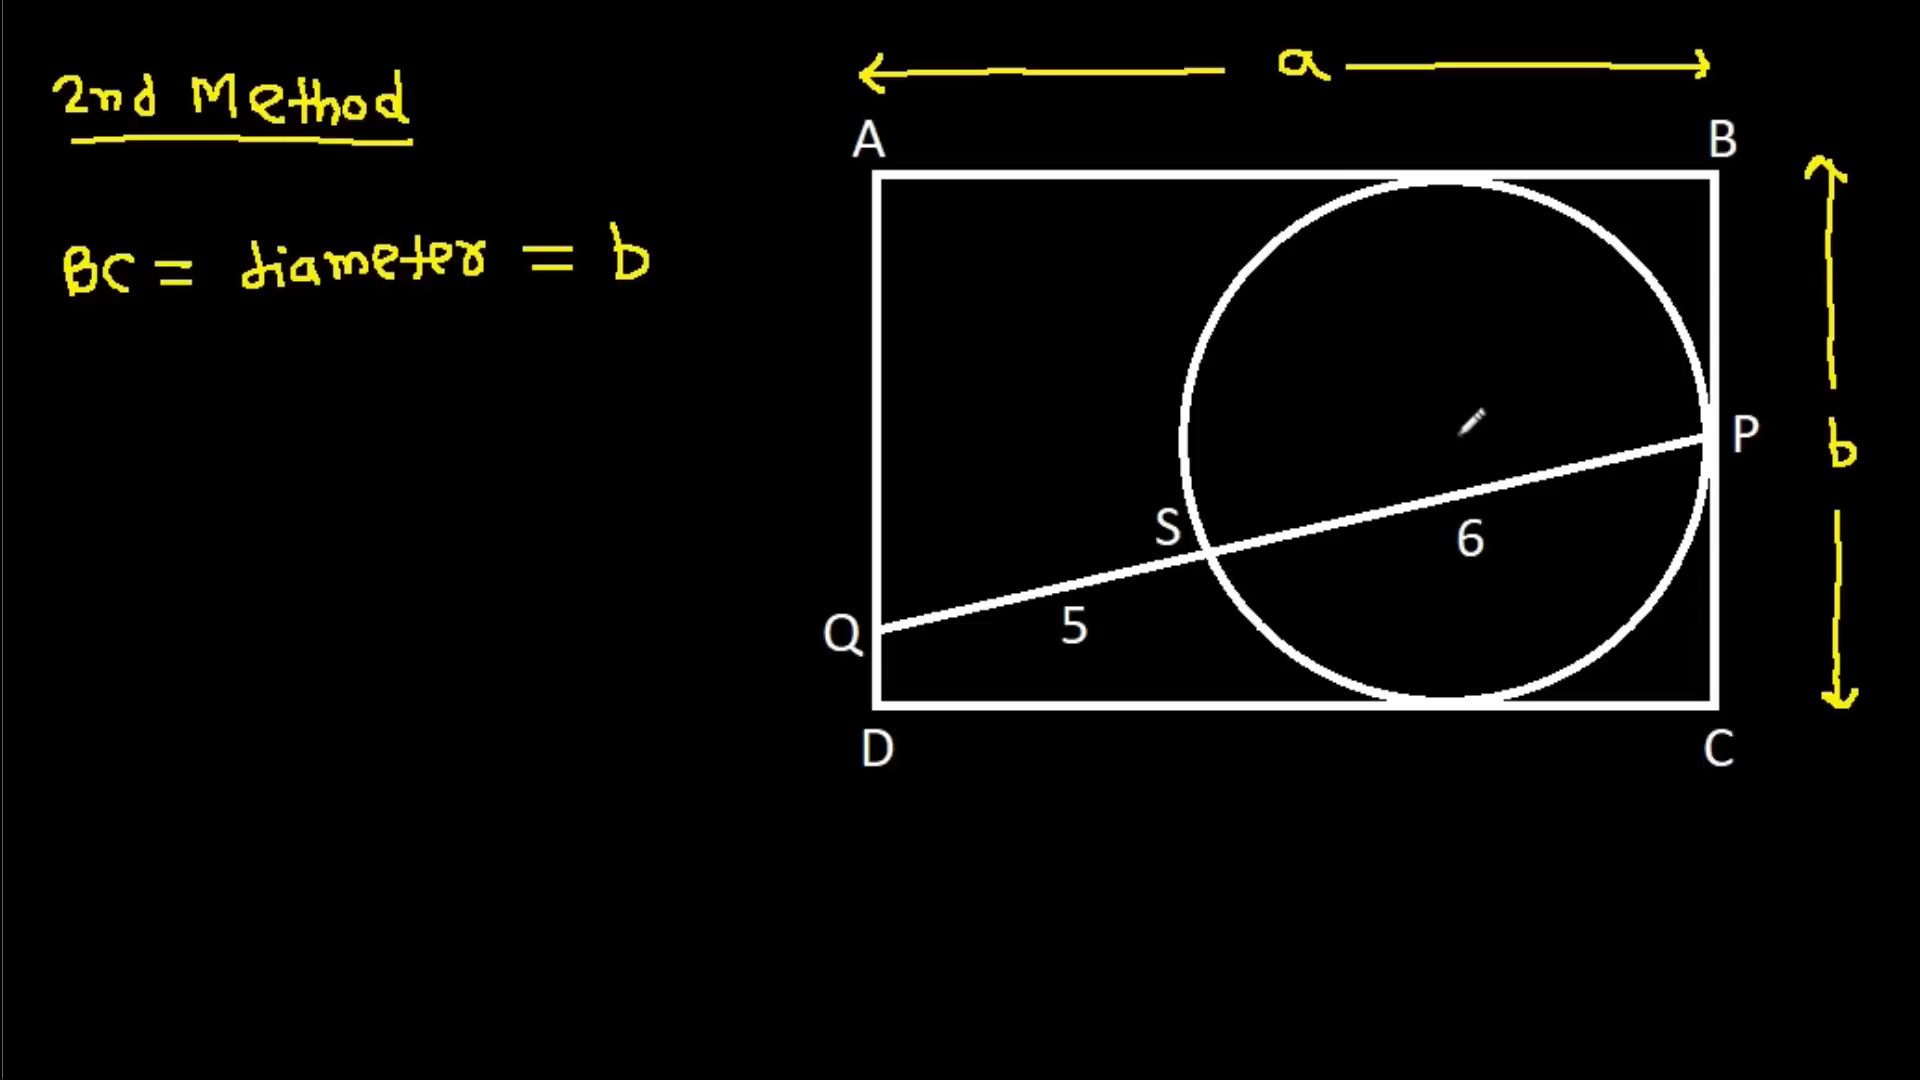 2nd Method
BC = diameter = b
a
A
B
P
b
S
6
5
Q
D
C